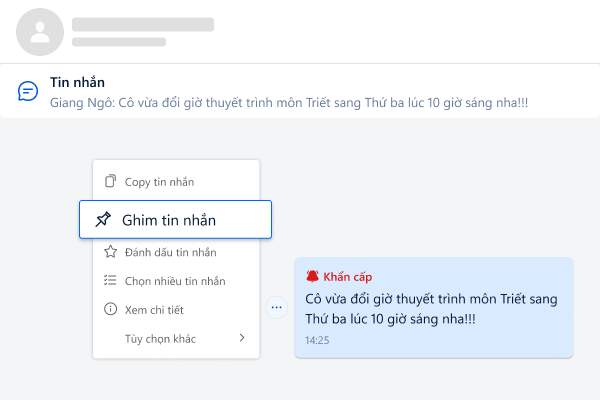 Tin nhắn
Giang Ngô: Cô vừa đổi giờ thuyết trình môn Triết sang Thứ ba lúc 10 giờ sáng nha!!!
Copy tin nhắn
Ghim tin nhắn
Đánh dấu tin nhắn
Chọn nhiều tin nhắn
Xem chi tiết
Tùy chọn khác
Khẩn cấp
Cô vừa đổi giờ thuyết trình môn Triết sang
Thứ ba lúc 10 giờ sáng nha!!!
14:25